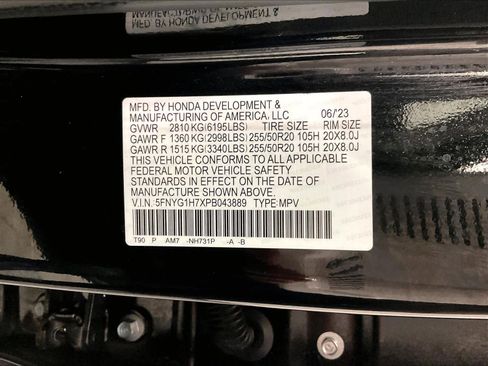 MFD. BY HONDA DEVELOPMENT &
MANUFACTURING OF AMERICA, LLC 06/'23
GVWR 2810 KG(6195LBS) TIRE SIZE RIM SIZE
GAWR F 1360 KG(2998LBS) 255/50R20 105H 20X8.0J
GAWR R 1515 KG(3340LBS) 255/50R20 105H 20X8.0J
THIS VEHICLE CONFORMS TO ALL APPLICABLE
FEDERAL MOTOR VEHICLE SAFETY
STANDARDS IN EFFECT ON THE DATE OF
MANUFACTURE SHOWN ABOVE.
V.I.N. 5FNYG1H7XPB043889 TYPE:MPV
T90 P AM7 -NH731P -A -B